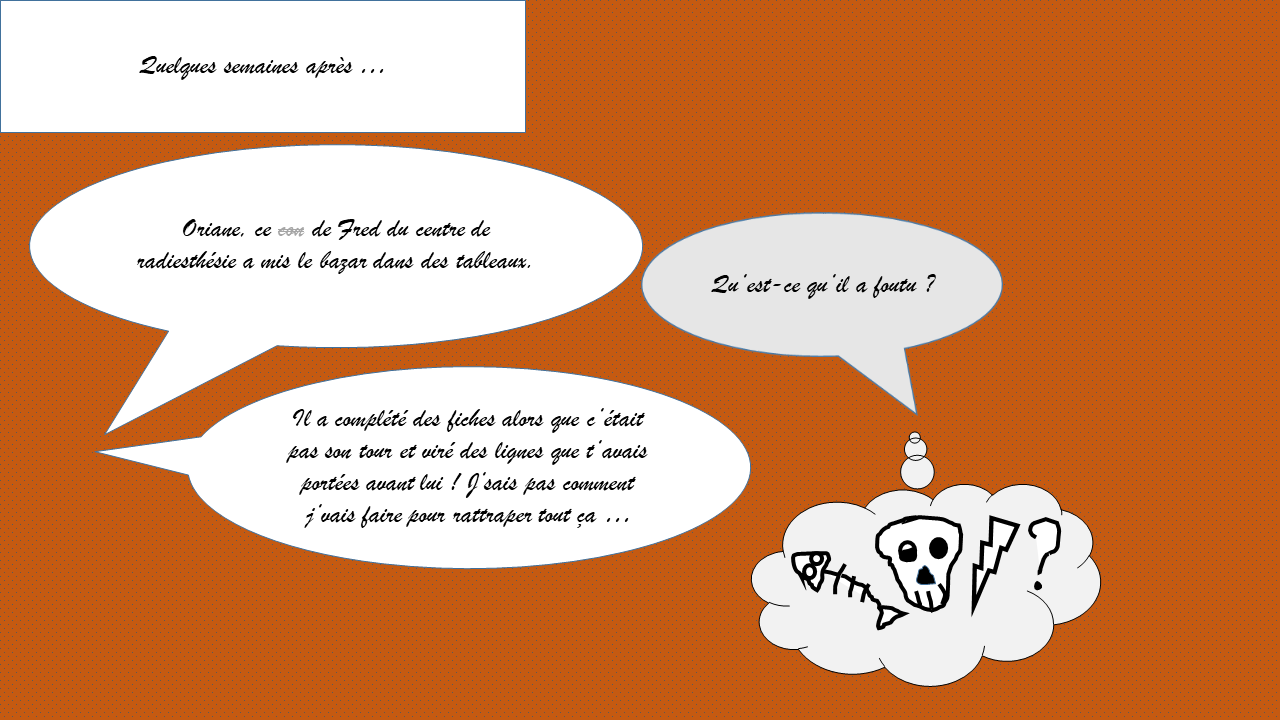 Quelques semaines après ...
Oriane, ce con de Fred du centre de
radiesthésie a mis le bazar dans des tableaux.
Qu'est-ce qu'il a foutu ?
Il a complété des fiches alors que c'était
pas son tour et viré des lignes que t'avais
portées avant lui ! J'sais pas comment
j'vais faire pour rattraper tout ça ...
?